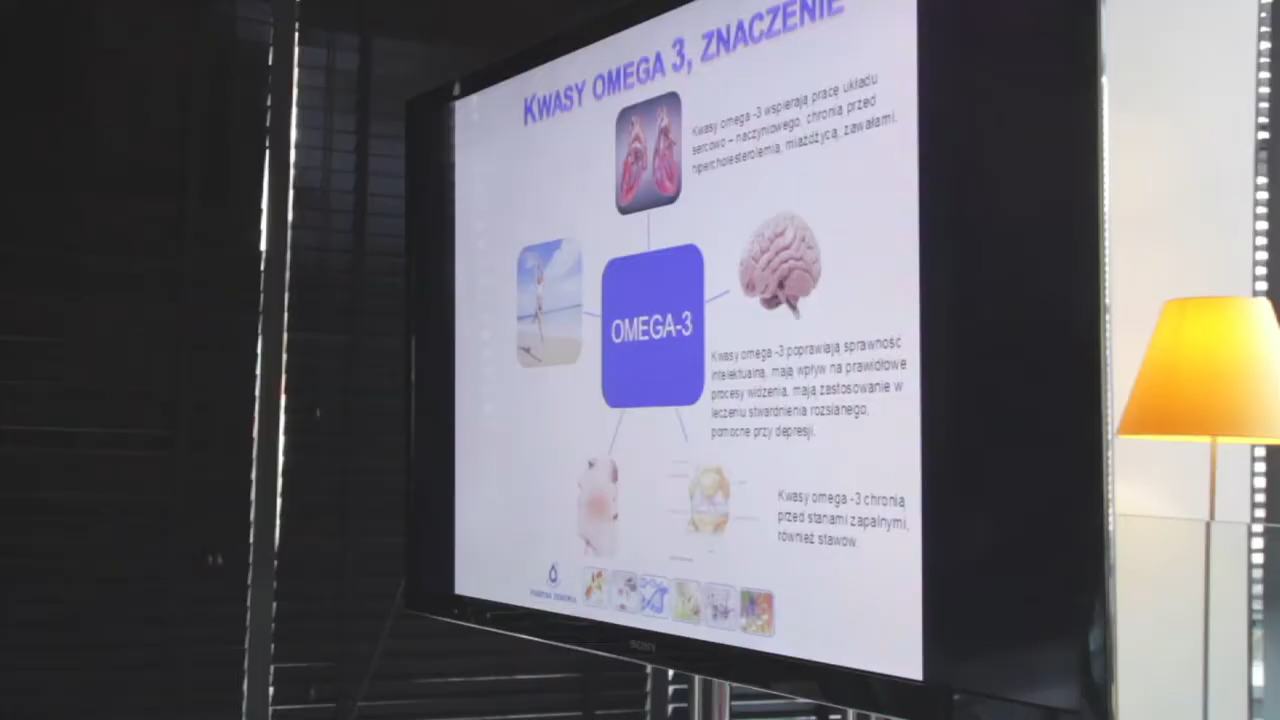 KWASY OMEGA 3, ZNACZENIE
Kwasy omega -3 wspierają pracę układu
sercowo – naczyniowego, chronią przed
hipercholesterolemią, miażdżycą, zawałami.
OMEGA-3
Kwasy omega -3 poprawiają sprawność
intelektualną, mają wpływ na prawidłowe
procesy widzenia, mają zastosowanie w
leczeniu stwardnienia rozsianego,
pomocne przy depresji.
Kwasy omega -3 chronią
przed stanami zapalnymi,
również stawów
SONY